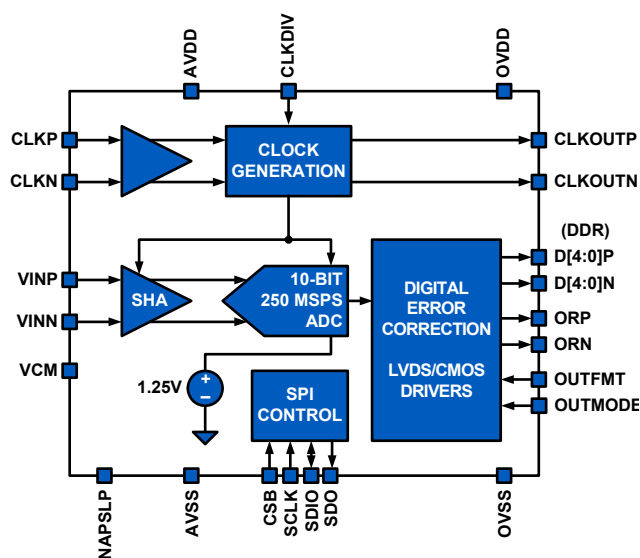 AVDD
CLKDIV
OVDD
CLKP
CLKN
CLOCK
GENERATION
CLKOUTP
CLKOUTN
(DDR)
D[4:0]P
D[4:0]N
ORP
ORN
OUTFMT
OUTMODE
VINP
VINN
VCM
SHA
10-BIT
250 MSPS
ADC
DIGITAL
ERROR
CORRECTION
LVDS/CMOS
DRIVERS
1.25V
+
–
SPI
CONTROL
NAPSLP
AVSS
CSB
SCLK
SDIO
SDO
OVSS